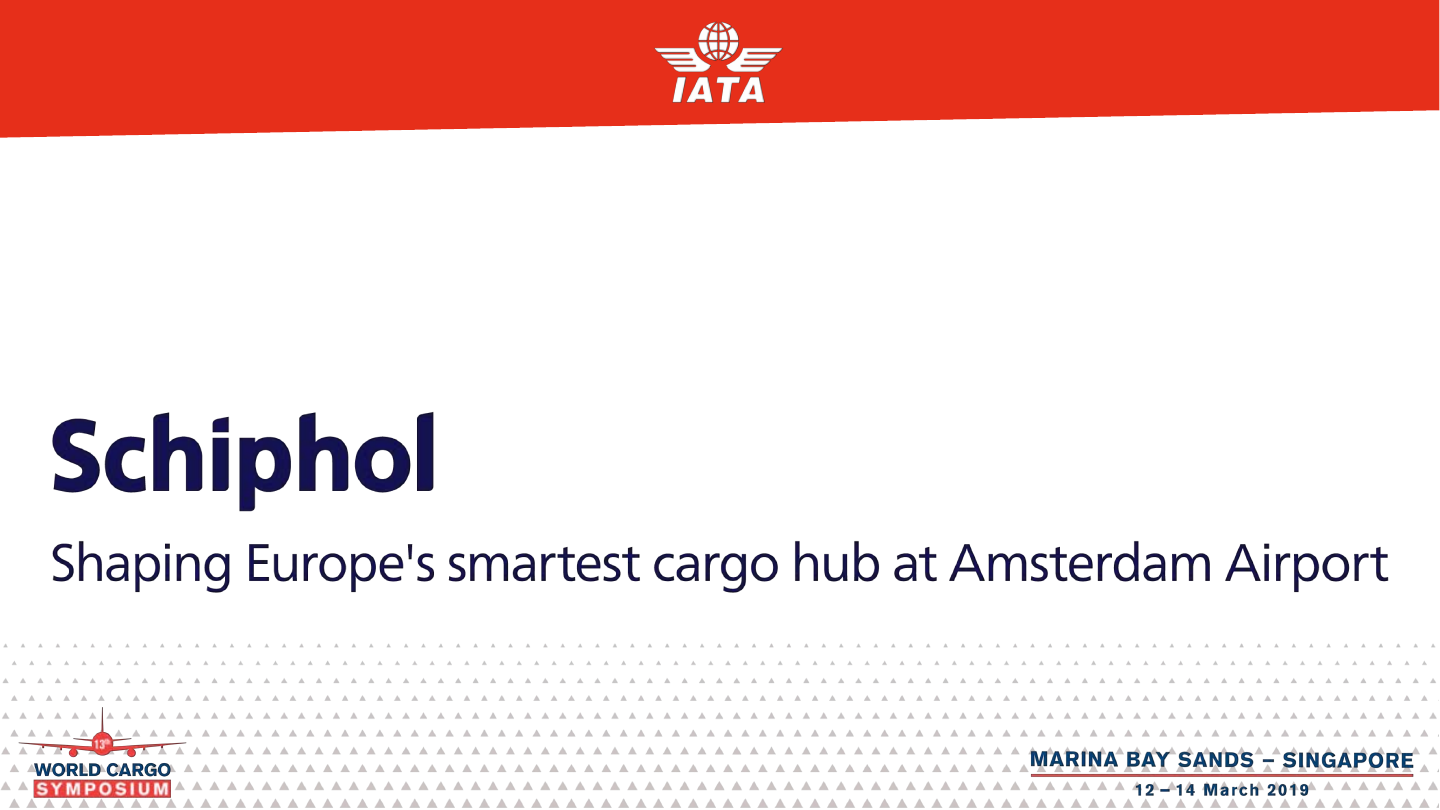 IATA
Schiphol
Shaping Europe's smartest cargo hub at Amsterdam Airport
13th
WORLD CARGO
SYMPOSIUM
MARINA BAY SANDS – SINGAPORE
12 – 14 March 2019